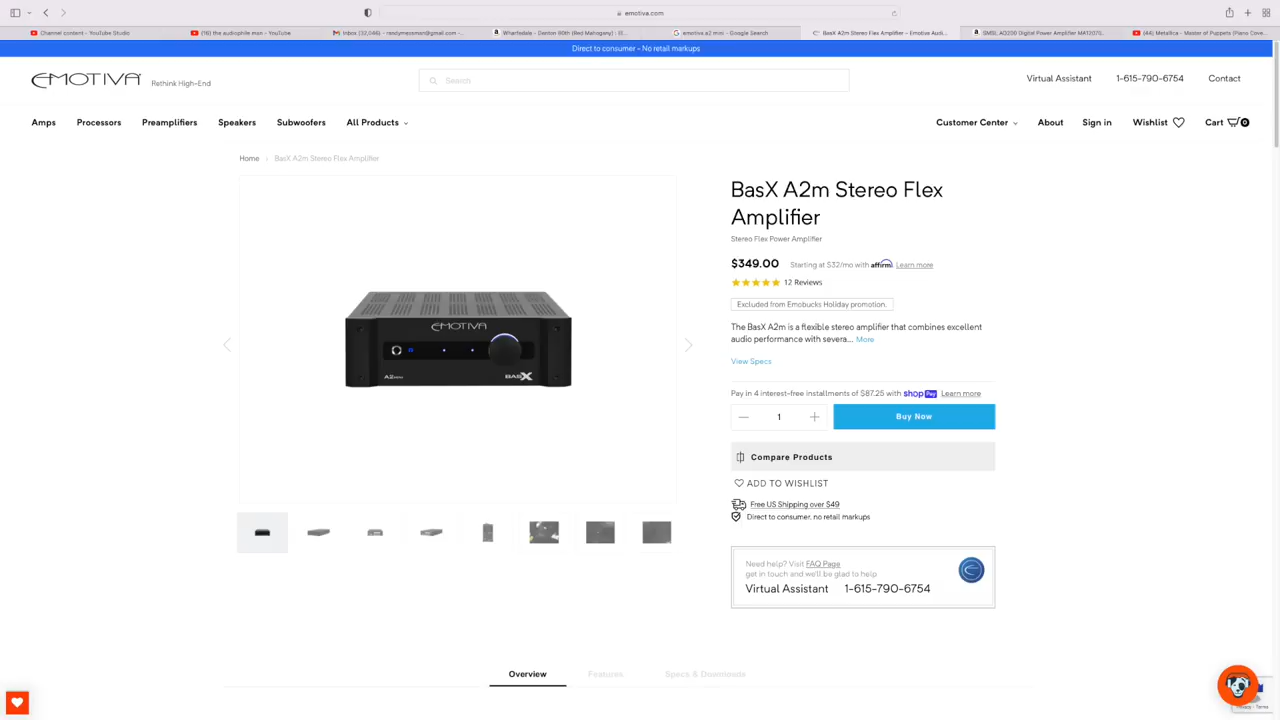 emotiva.com
Channel content - YouTube Studio
(16) the audiophile man - YouTube
Wharfedale - Denton 80th (Red Mahogany) | El...
emotiva a2 mini - Google Search
BasX A2m Stereo Flex Amplifier – Emotiva Audi...
SMSL AO200 Digital Power Amplifier MA12070...
(44) Metallica - Master of Puppets (Piano Cove...
Direct to consumer - No retail markups
EMOTIVA Rethink High-End
Search
Virtual Assistant 1-615-790-6754 Contact
Amps Processors Preamplifiers Speakers Subwoofers All Products
Customer Center About Sign in Wishlist Cart 0
Home BasX A2m Stereo Flex Amplifier
EMOTIVA
BASX
BasX A2m Stereo Flex
Amplifier
Stereo Flex Power Amplifier
$349.00 Starting at $32/mo with affirm. Learn more
12 Reviews
Excluded from Emobucks Holiday promotion.
The BasX A2m is a flexible stereo amplifier that combines excellent
audio performance with severa... More
View Specs
Pay in 4 interest-free installments of $87.25 with shop Pay Learn more
1
Buy Now
Compare Products
ADD TO WISHLIST
Free US Shipping over $49
Direct to consumer, no retail markups
Need help? Visit FAQ Page
get in touch and we'll be glad to help
Virtual Assistant 1-615-790-6754
Overview Features Specs & Downloads
Privacy - Terms